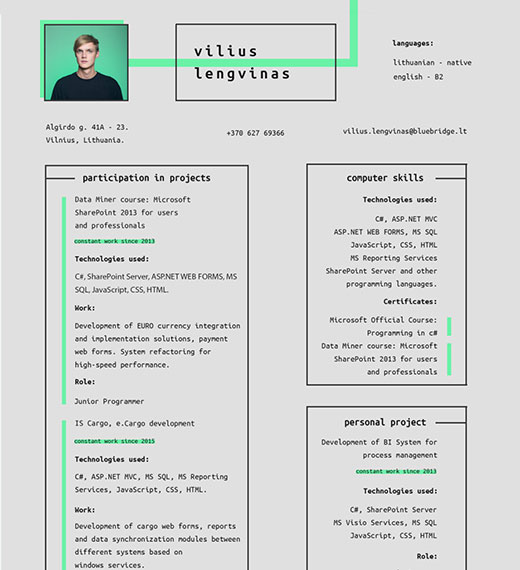 vilius
lengvinas
languages:
lithuanian - native
english - B2
Algirdo g. 41A - 23.
Vilnius, Lithuania.
+370 627 69366
vilius.lengvinas@bluebridge.lt
participation in projects
Data Miner course: Microsoft
SharePoint 2013 for users
and professionals
constant work since 2013
Technologies used:
C#, SharePoint Server, ASP.NET WEB FORMS, MS
SQL, JavaScript, CSS, HTML.
Work:
Development of EURO currency integration
and implementation solutions, payment
web forms. System refactoring for
high-speed performance.
Role:
Junior Programmer
IS Cargo, e.Cargo development
constant work since 2015
Technologies used:
C#, ASP.NET MVC, MS SQL, MS Reporting
Services, JavaScript, CSS, HTML.
Work:
Development of cargo web forms, reports
and data synchronization modules between
different systems based on
windows services.
computer skills
Technologies used:
C#, ASP.NET MVC
ASP.NET WEB FORMS, MS SQL
JavaScript, CSS, HTML
MS Reporting Services
SharePoint Server and other
programming languages.
Certificates:
Microsoft Official Course:
Programming in c#
Data Miner course: Microsoft
SharePoint 2013 for users
and professionals
personal project
Development of BI System for
process management
constant work since 2013
Technologies used:
C#, SharePoint Server
MS Visio Services, MS SQL
JavaScript, CSS, HTML
Role: